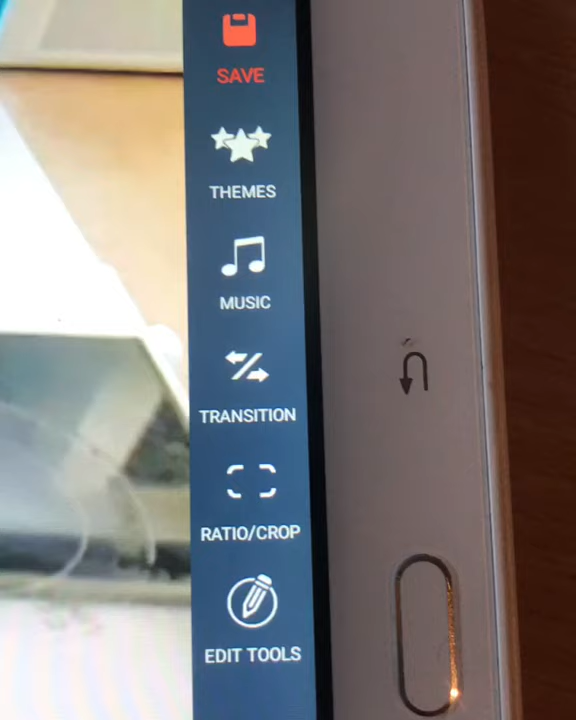 SAVE
THEMES
MUSIC
TRANSITION
RATIO/CROP
EDIT TOOLS